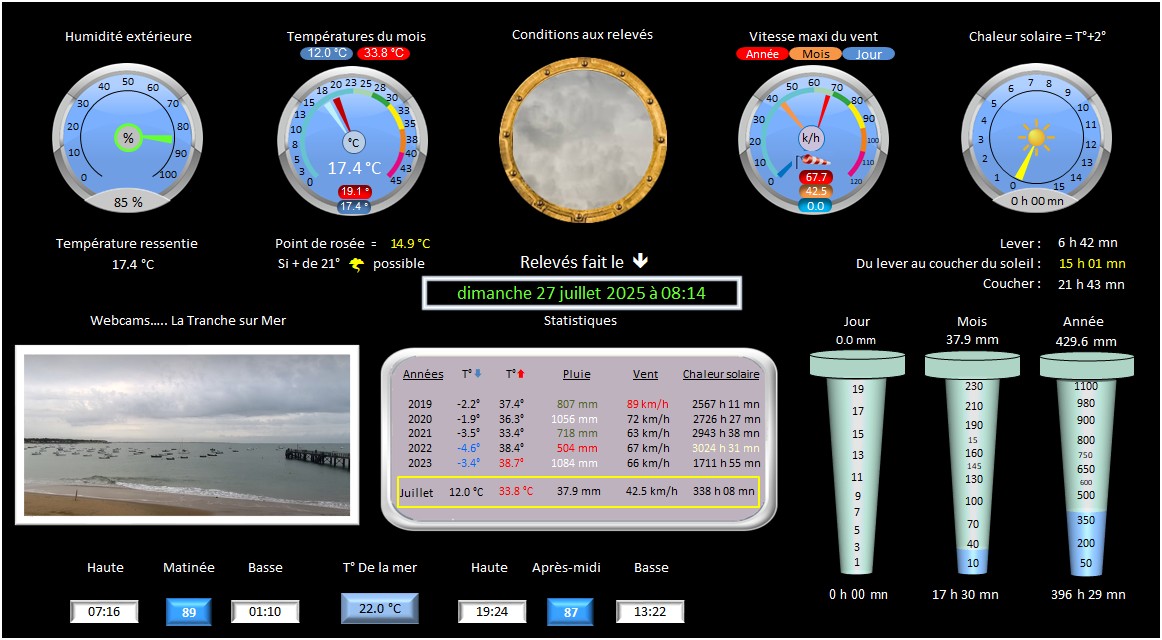 Humidité extérieure
Températures du mois
12.0 °C 33.8 °C
Conditions aux relevés
Vitesse maxi du vent
Année Mois Jour
Chaleur solaire = T°+2°
0 10 20 30 40 50 60 70 80 90 100
%
85 %
0 3 5 8 10 13 15 18 20 23 25 28 30 33 35 38 40 43 45
°C
17.4 °C
19.1 °
17.4 °
0 10 20 30 40 50 60 70 80 90 100 110 120
k/h
67.7
42.5
0.0
0 1 2 3 4 5 6 7 8 9 10 11 12 13 14 15
0 h 00 mn
Température ressentie
17.4 °C
Point de rosée = 14.9 °C
Si + de 21° possible
Relevés fait le
dimanche 27 juillet 2025 à 08:14
Lever : 6 h 42 mn
Du lever au coucher du soleil : 15 h 01 mn
Coucher : 21 h 43 mn
Webcams..... La Tranche sur Mer
Statistiques
Années T° T° Pluie Vent Chaleur solaire
2019 -2.2° 37.4° 807 mm 89 km/h 2567 h 11 mn
2020 -1.9° 36.3° 1056 mm 72 km/h 2726 h 27 mn
2021 -3.5° 33.4° 718 mm 63 km/h 2943 h 38 mn
2022 -4.6° 38.4° 504 mm 67 km/h 3024 h 31 mn
2023 -3.4° 38.7° 1084 mm 66 km/h 1711 h 55 mn
Juillet 12.0 °C 33.8 °C 37.9 mm 42.5 km/h 338 h 08 mn
Jour
0.0 mm
19
17
15
13
11
9
7
5
3
1
0 h 00 mn
Mois
37.9 mm
230
210
190
15
160
145
130
100
70
40
10
17 h 30 mn
Année
429.6 mm
1100
980
900
800
750
650
600
500
350
200
50
396 h 29 mn
Haute Matinée Basse
07:16 89 01:10
T° De la mer
22.0 °C
Haute Après-midi Basse
19:24 87 13:22